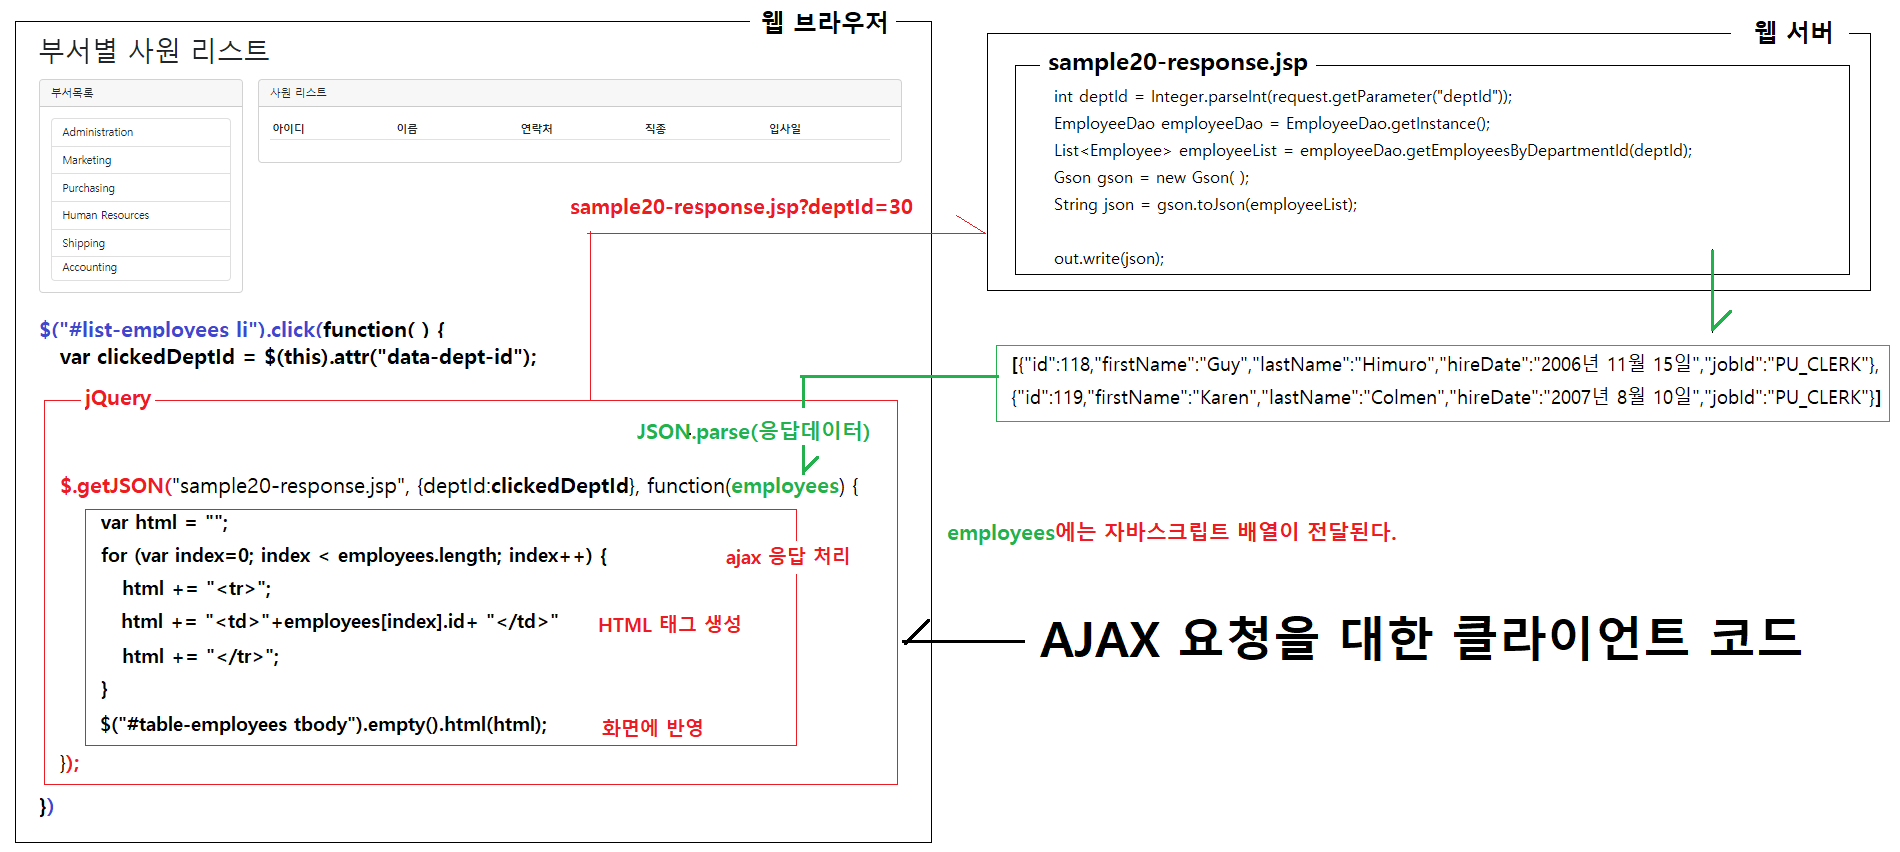 웹 브라우저
부서별 사원 리스트
부서목록
Administration
Marketing
Purchasing
Human Resources
Shipping
Accounting
사원 리스트
아이디 이름 연락처 직종 입사일
sample20-response.jsp?deptId=30
$("#list-employees li").click(function( ) {
var clickedDeptId = $(this).attr("data-dept-id");
jQuery
JSON.parse(응답데이터)
$.getJSON("sample20-response.jsp", {deptId:clickedDeptId}, function(employees) {
var html = "";
for (var index=0; index < employees.length; index++) {
ajax 응답 처리
html += "<tr>";
html += "<td>"+employees[index].id+ "</td>"
HTML 태그 생성
html += "</tr>";
}
$("#table-employees tbody").empty().html(html);
화면에 반영
});
})
웹 서버
sample20-response.jsp
int deptId = Integer.parseInt(request.getParameter("deptId"));
EmployeeDao employeeDao = EmployeeDao.getInstance();
List<Employee> employeeList = employeeDao.getEmployeesByDepartmentId(deptId);
Gson gson = new Gson( );
String json = gson.toJson(employeeList);
out.write(json);
[{"id":118,"firstName":"Guy","lastName":"Himuro","hireDate":"2006년 11월 15일","jobId":"PU_CLERK"},
{"id":119,"firstName":"Karen","lastName":"Colmen","hireDate":"2007년 8월 10일","jobId":"PU_CLERK"}]
employees에는 자바스크립트 배열이 전달된다.
AJAX 요청을 대한 클라이언트 코드